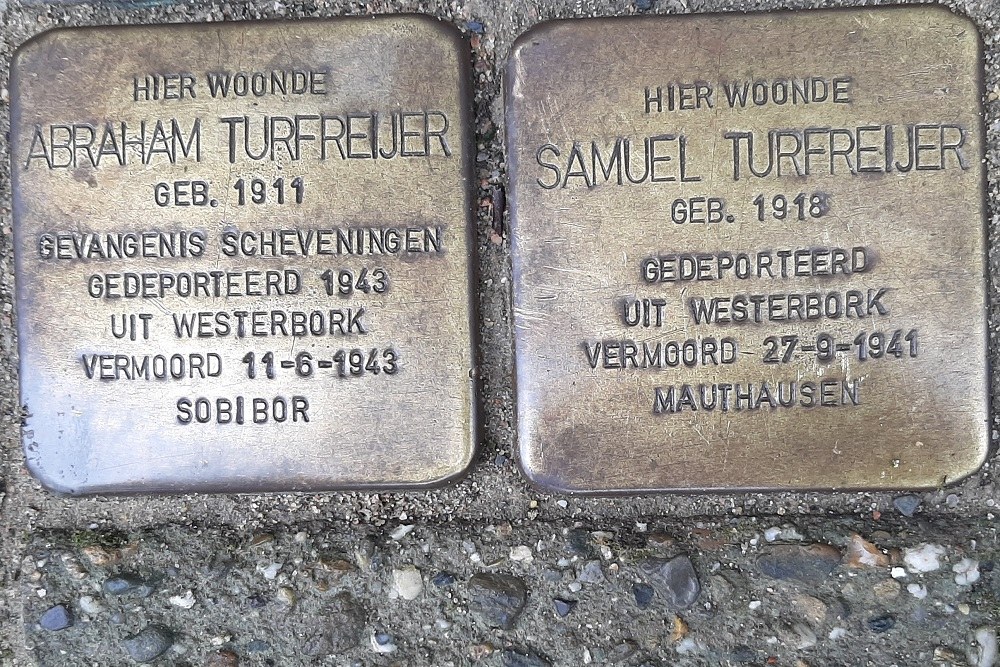 HIER WOONDE
ABRAHAM TURFREIJER
GEB. 1911
GEVANGENIS SCHEVENINGEN
GEDEPORTEERD 1943
UIT WESTERBORK
VERMOORD 11-6-1943
SOBIBOR
HIER WOONDE
SAMUEL TURFREIJER
GEB. 1918
GEDEPORTEERD
UIT WESTERBORK
VERMOORD 27-9-1941
MAUTHAUSEN